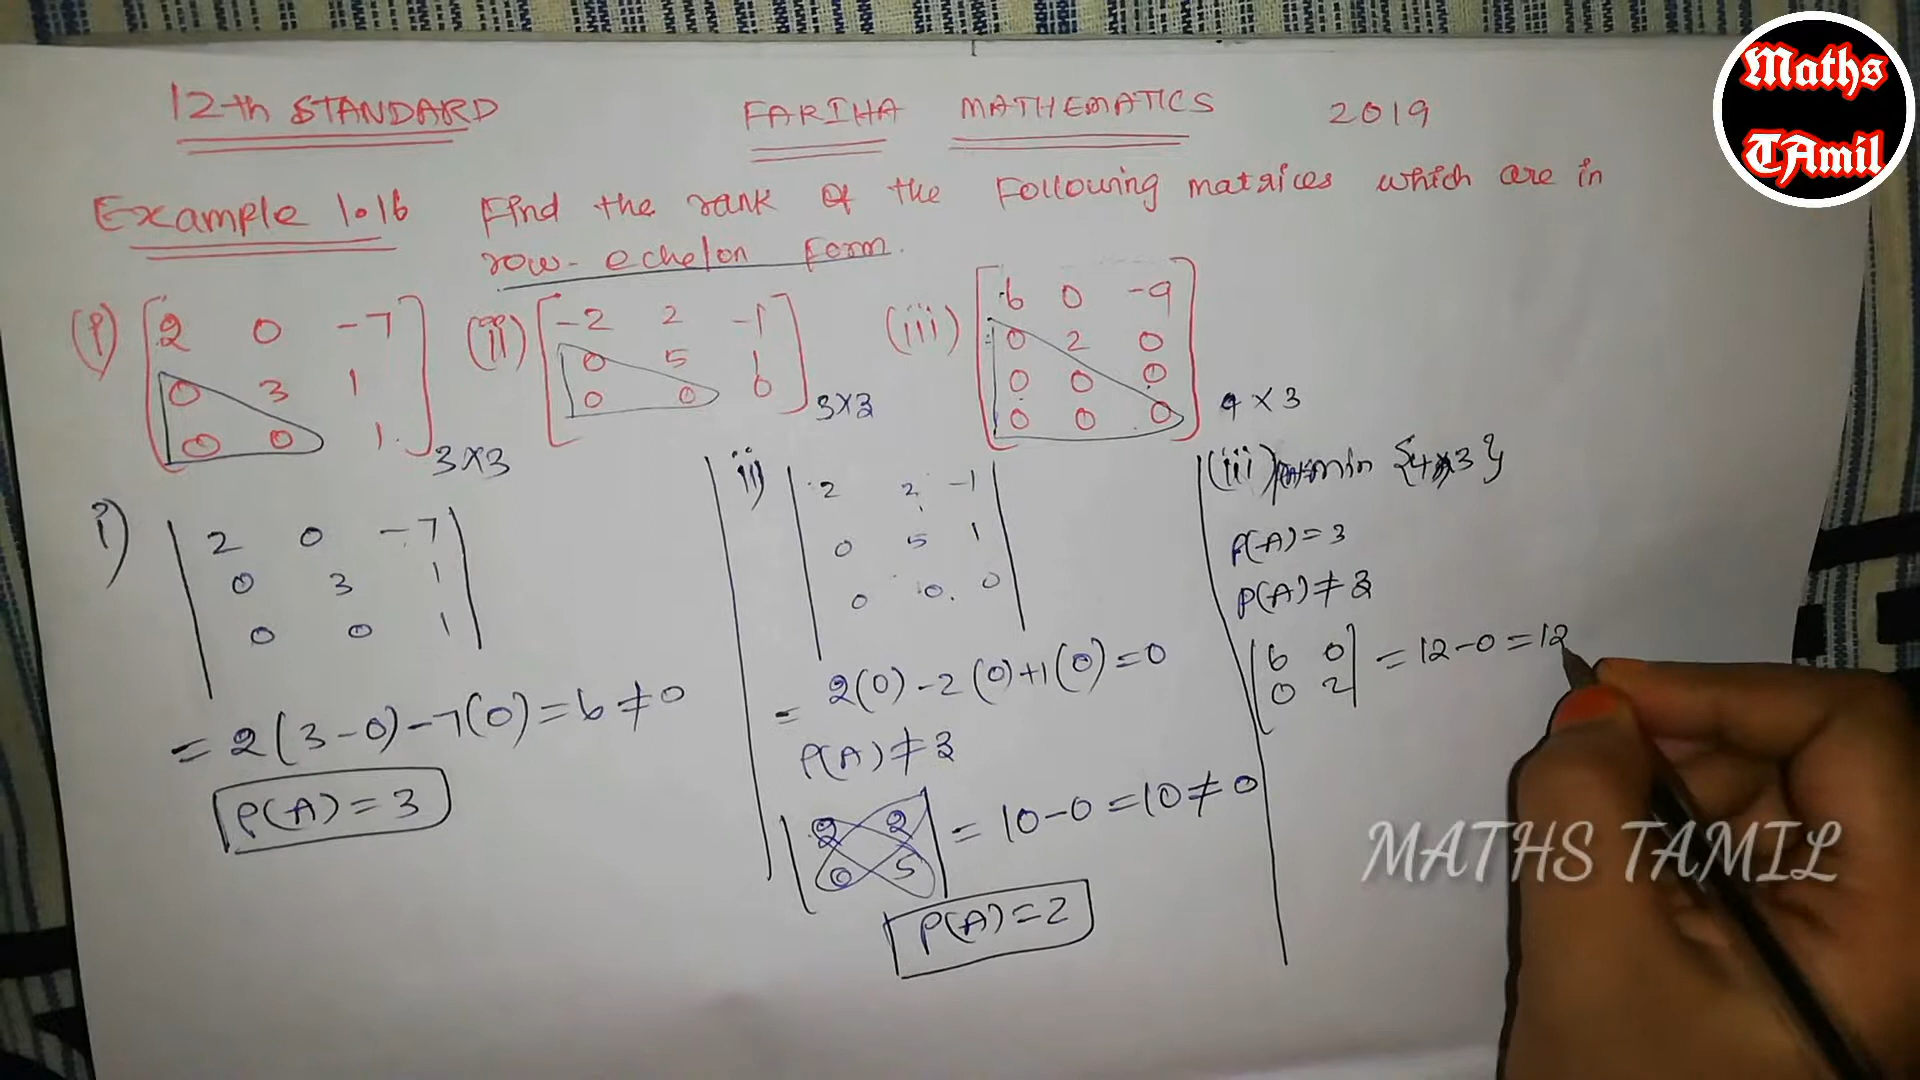 Maths
TAmil
12th STANDARD FARIHA MATHEMATICS 2019
Example 1.16 Find the rank of the following matrices which are in
row-echelon form.
(i) [2 0 -7
0 3 1
0 0 1] 3×3
(ii) [-2 2 -1
0 5 1
0 0 0] 3×3
(iii) [6 0 -9
0 2 0
0 0 0
0 0 0] 4×3
i) |2 0 -7
0 3 1
0 0 1|
= 2(3-0)-7(0)=6≠0
ρ(A)=3
ii) |2 2 -1
0 5 1
0 0 0|
= 2(0)-2(0)+1(0)=0
ρ(A)≠3
|2 2
0 5| = 10-0=10≠0
ρ(A)=2
(iii) min {4,3}
ρ(A)=3
ρ(A)≠3
|6 0
0 2| = 12-0=12
MATHS TAMIL